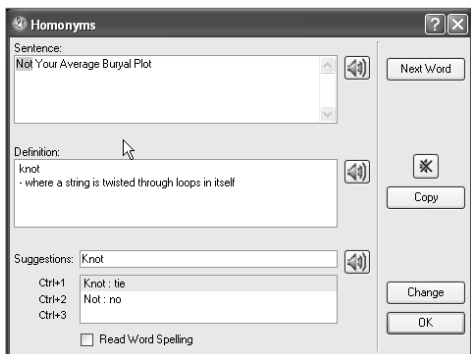 Homonyms
Sentence:
Not Your Average Buryal Plot
Next Word
Definition:
knot
- where a string is twisted through loops in itself
Copy
Suggestions: Knot
Ctrl+1 Knot : tie
Ctrl+2 Not : no
Ctrl+3
Change
OK
Read Word Spelling